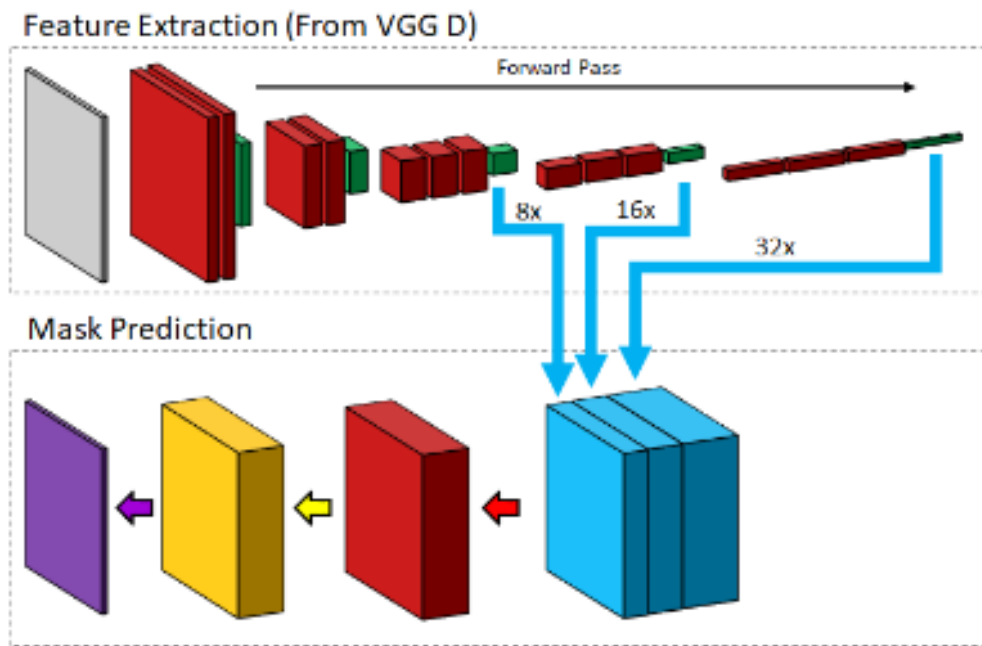 Feature Extraction (From VGG D)
Forward Pass
8x
16x
32x
Mask Prediction